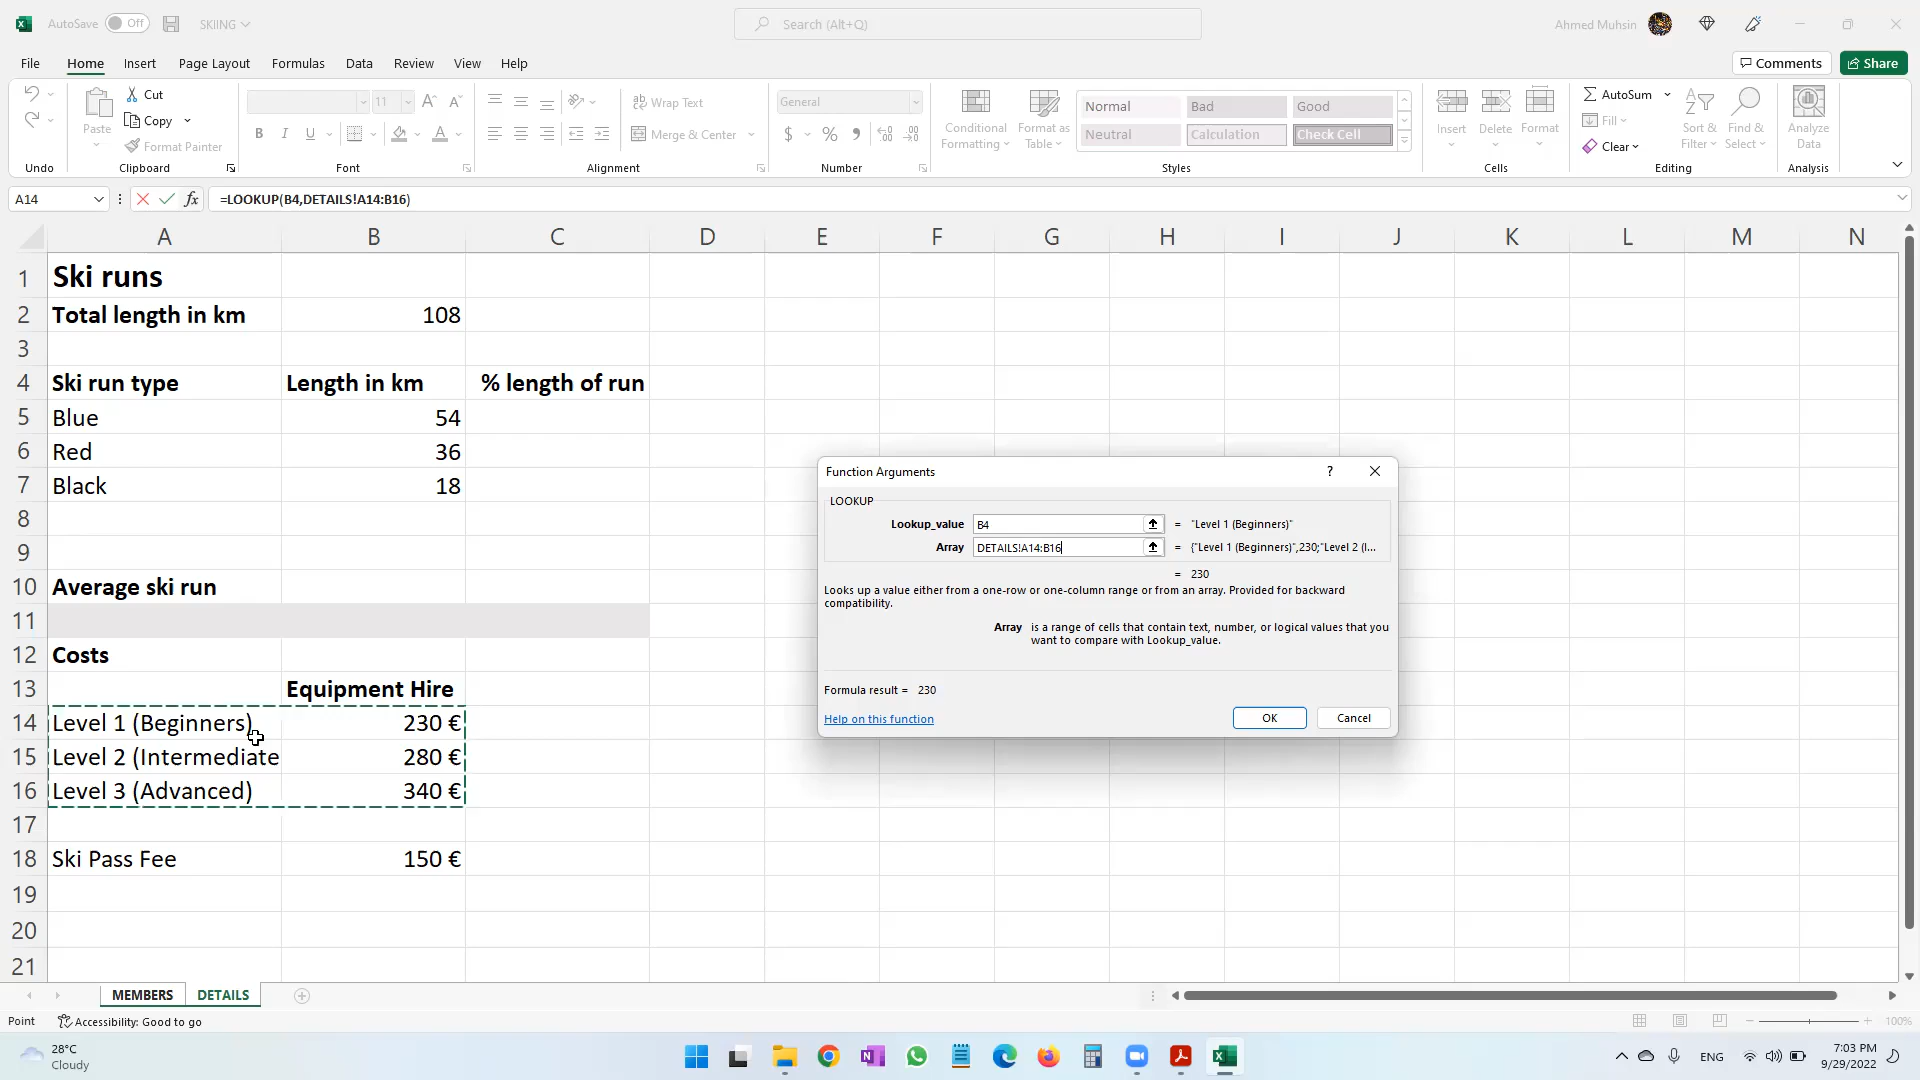 AutoSave Off SKIING Search (Alt+Q) Ahmed Muhsin
File Home Insert Page Layout Formulas Data Review View Help Comments Share
Cut
Copy
Format Painter
Paste
11
Wrap Text
Merge & Center
General
Conditional Formatting
Format as Table
Normal Bad Good
Neutral Calculation Check Cell
Insert Delete Format
AutoSum
Fill
Clear
Sort & Filter
Find & Select
Analyze Data
Undo Clipboard Font Alignment Number Styles Cells Editing Analysis
A14 fx =LOOKUP(B4,DETAILS!A14:B16)
A B C D E F G H I J K L M N
1 Ski runs
2 Total length in km 108
3
4 Ski run type Length in km % length of run
5 Blue 54
6 Red 36
7 Black 18
8
9
10 Average ski run
11
12 Costs
13 Equipment Hire
14 Level 1 (Beginners) 230 €
15 Level 2 (Intermediate 280 €
16 Level 3 (Advanced) 340 €
17
18 Ski Pass Fee 150 €
19
20
21
Function Arguments ?
LOOKUP
Lookup_value B4 = "Level 1 (Beginners)"
Array DETAILS!A14:B16 = {"Level 1 (Beginners)",230;"Level 2 (I...
= 230
Looks up a value either from a one-row or one-column range or from an array. Provided for backward
compatibility.
Array is a range of cells that contain text, number, or logical values that you
want to compare with Lookup_value.
Formula result = 230
Help on this function OK Cancel
MEMBERS DETAILS
Point Accessibility: Good to go 100%
28°C
Cloudy
ENG
7:03 PM
9/29/2022